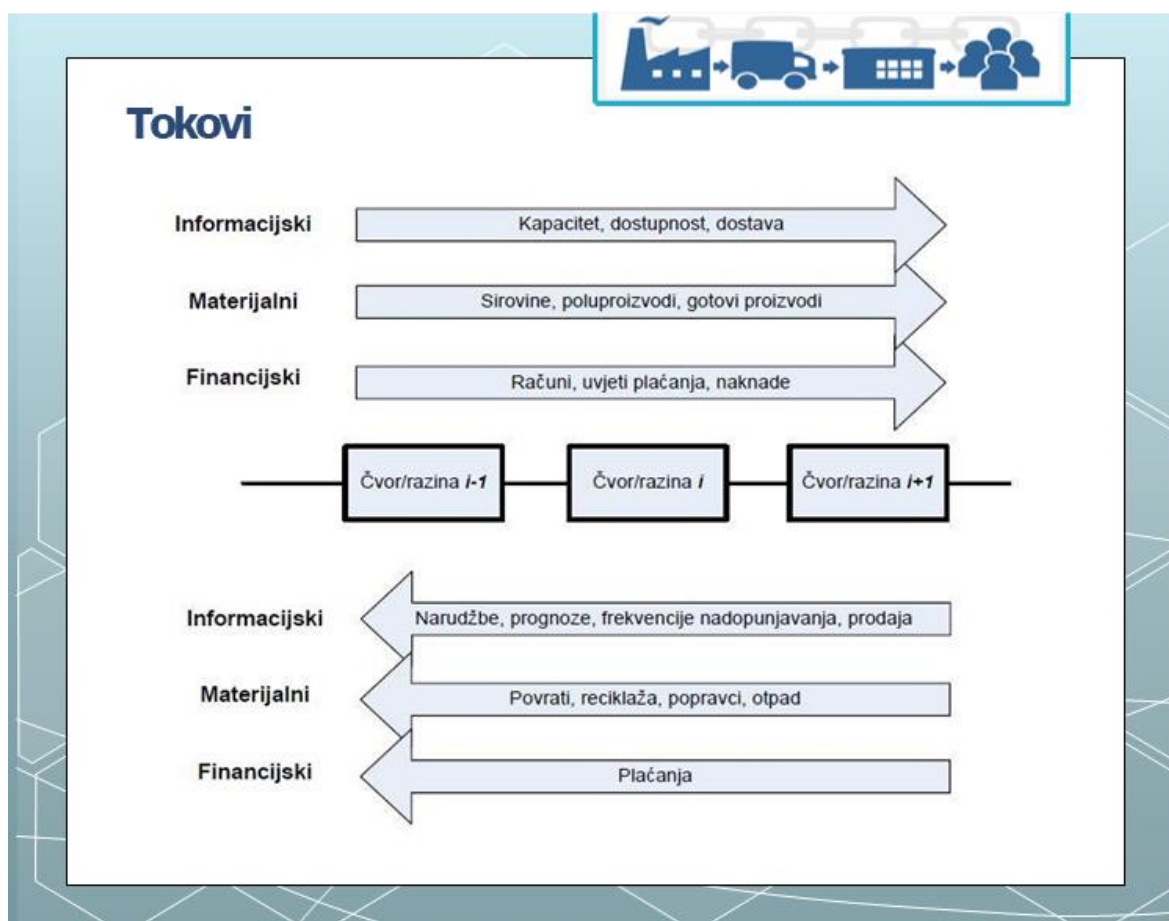 Tokovi
Informacijski
Kapacitet, dostupnost, dostava
Materijalni
Sirovine, poluproizvodi, gotovi proizvodi
Financijski
Računi, uvjeti plaćanja, naknade
Čvor/razina i-1
Čvor/razina i
Čvor/razina i+1
Informacijski
Narudžbe, prognoze, frekvencije nadopunjavanja, prodaja
Materijalni
Povrati, reciklaža, popravci, otpad
Financijski
Plaćanja